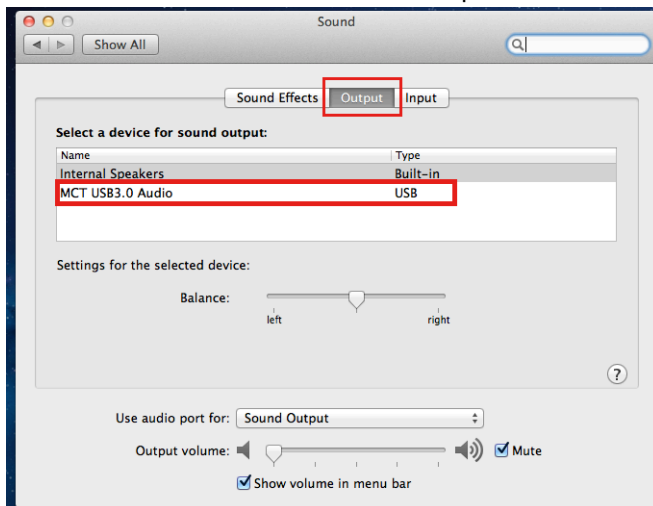 Sound
Show All
Sound Effects Output Input
Select a device for sound output:
Name Type
Internal Speakers Built-in
MCT USB3.0 Audio USB
Settings for the selected device:
Balance:
left right
?
Use audio port for: Sound Output
Output volume: Mute
Show volume in menu bar